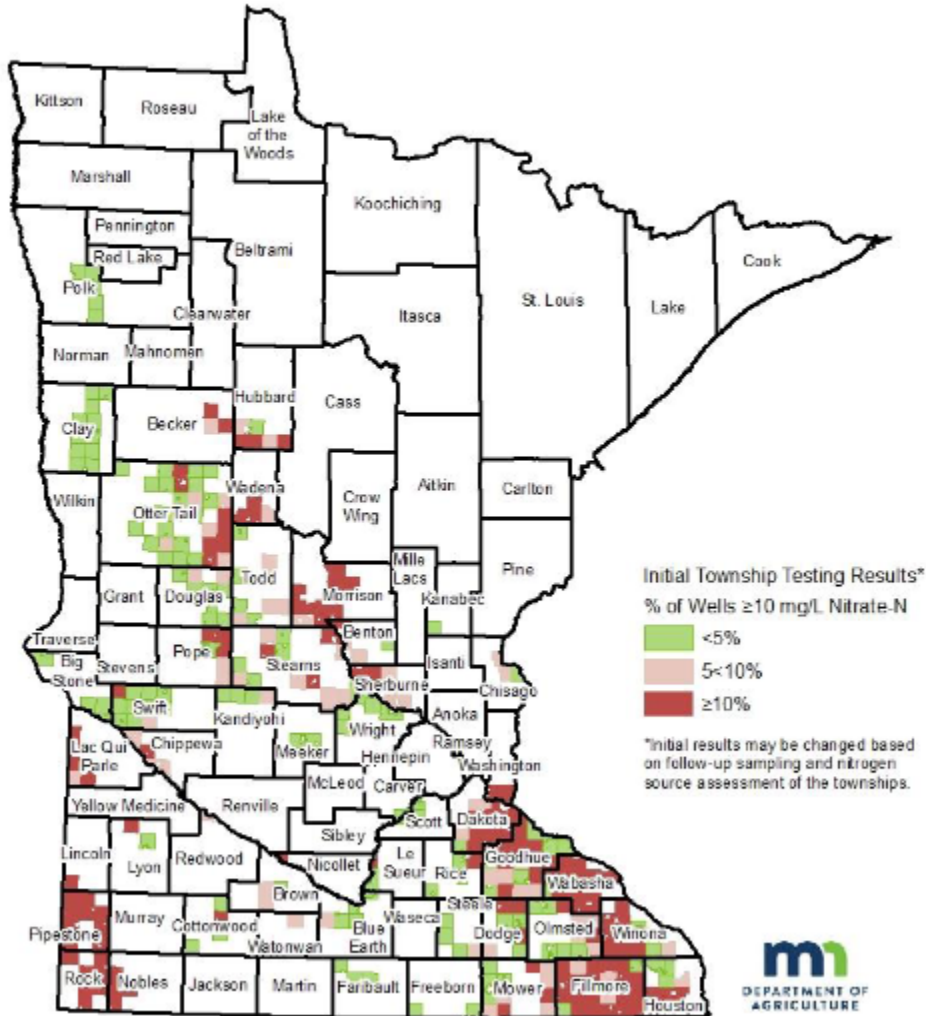 Kittson
Roseau
Lake
of the
Woods
Marshall
Koochiching
Pennington
Beltrami
Red Lake
Cook
Polk
St. Louis
Lake
Clearwater
Itasca
Norman
Mahnomen
Hubbard
Cass
Becker
Clay
Aitkin
Carlton
Wadena
Crow
Wing
Wilkin
Otter Tail
Mille
Lacs
Pine
Todd
Grant
Douglas
Morrison
Kanabec
Initial Township Testing Results*
% of Wells ≥10 mg/L Nitrate-N
<5%
5<10%
≥10%
*Initial results may be changed based
on follow-up sampling and nitrogen
source assessment of the townships.
Traverse
Benton
Pope
Stearns
Isanti
Big
Stone
Stevens
Sherburne
Chisago
Swift
Kandiyohi
Anoka
Wright
Lac Qui
Parle
Chippewa
Meeker
Hennepin
Ramsey
Washington
McLeod
Carver
Yellow Medicine
Renville
Scott
Dakota
Sibley
Lincoln
Lyon
Redwood
Nicollet
Le
Sueur
Rice
Goodhue
Wabasha
Brown
Steele
Murray
Cottonwood
Blue
Earth
Waseca
Dodge
Olmsted
Winona
Pipestone
Watonwan
Rock
Nobles
Jackson
Martin
Faribault
Freeborn
Mower
Fillmore
Houston
mn
DEPARTMENT OF
AGRICULTURE